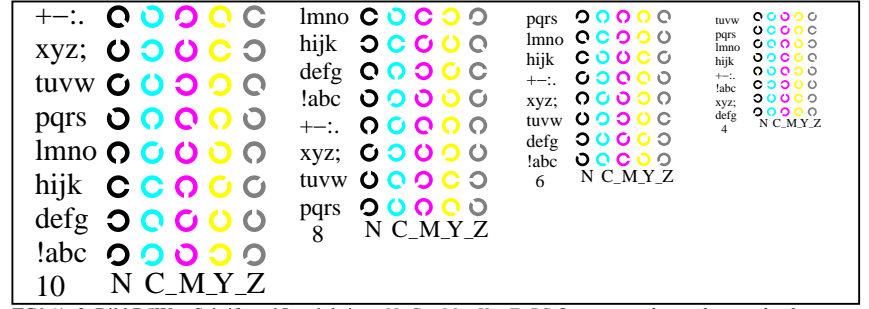 +−:.
xyz;
tuvw
pqrs
lmno
hijk
defg
!abc
10 N C_M_Y_Z
lmno
hijk
defg
!abc
+−:.
xyz;
tuvw
pqrs
8 N C_M_Y_Z
pqrs
lmno
hijk
+−:.
xyz;
tuvw
defg
!abc
6 N C_M_Y_Z
tuvw
pqrs
lmno
hijk
+−:.
!abc
xyz;
defg
4 N C_M_Y_Z